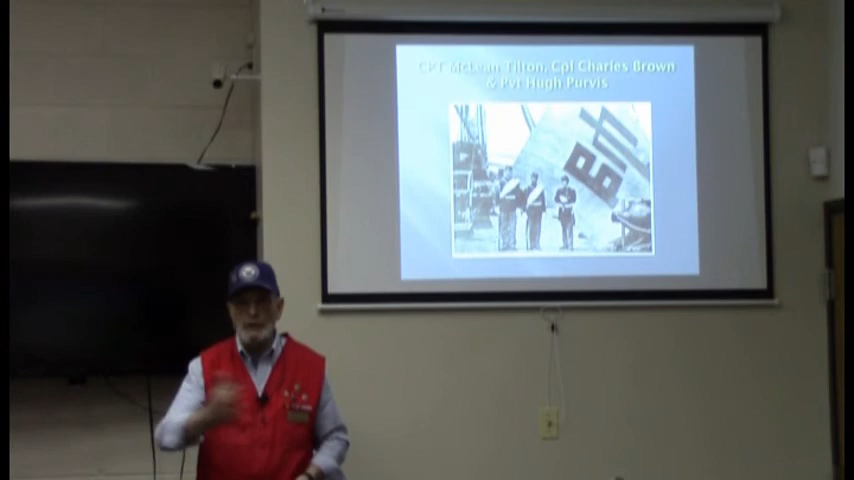 CPT McLean Tilton, Cpl Charles Brown
& Pvt Hugh Purvis